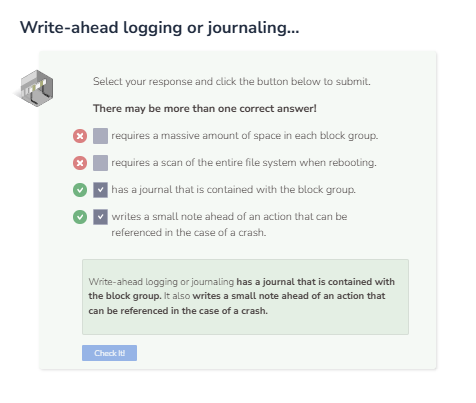 Write-ahead logging or journaling...
Select your response and click the button below to submit.
There may be more than one correct answer!
requires a massive amount of space in each block group.
requires a scan of the entire file system when rebooting.
has a journal that is contained with the block group.
writes a small note ahead of an action that can be
referenced in the case of a crash.
Write-ahead logging or journaling has a journal that is contained with
the block group. It also writes a small note ahead of an action that
can be referenced in the case of a crash.
Check It!